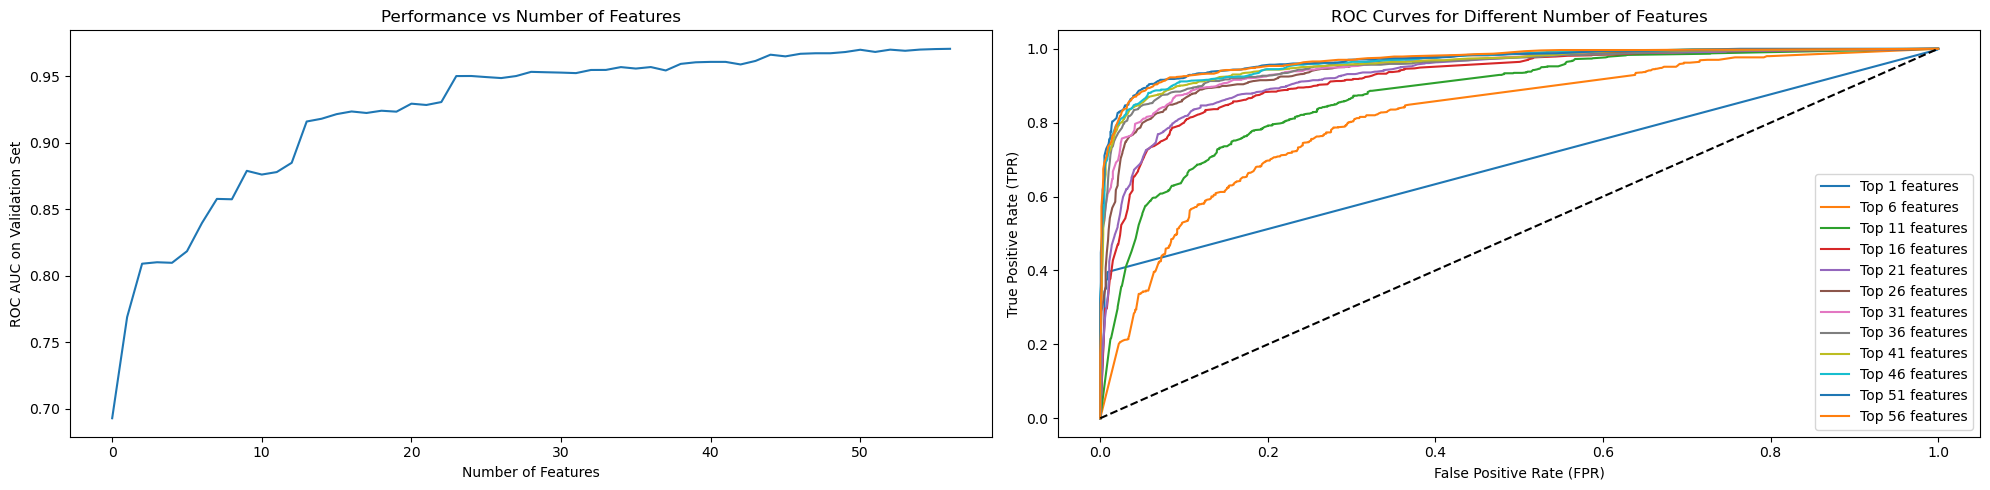 Performance vs Number of Features
ROC AUC on Validation Set
0.95
0.90
0.85
0.80
0.75
0.70
0
10
20
30
40
50
Number of Features
ROC Curves for Different Number of Features
True Positive Rate (TPR)
1.0
0.8
0.6
0.4
0.2
0.0
Top 1 features
Top 6 features
Top 11 features
Top 16 features
Top 21 features
Top 26 features
Top 31 features
Top 36 features
Top 41 features
Top 46 features
Top 51 features
Top 56 features
0.0
0.2
0.4
0.6
0.8
1.0
False Positive Rate (FPR)